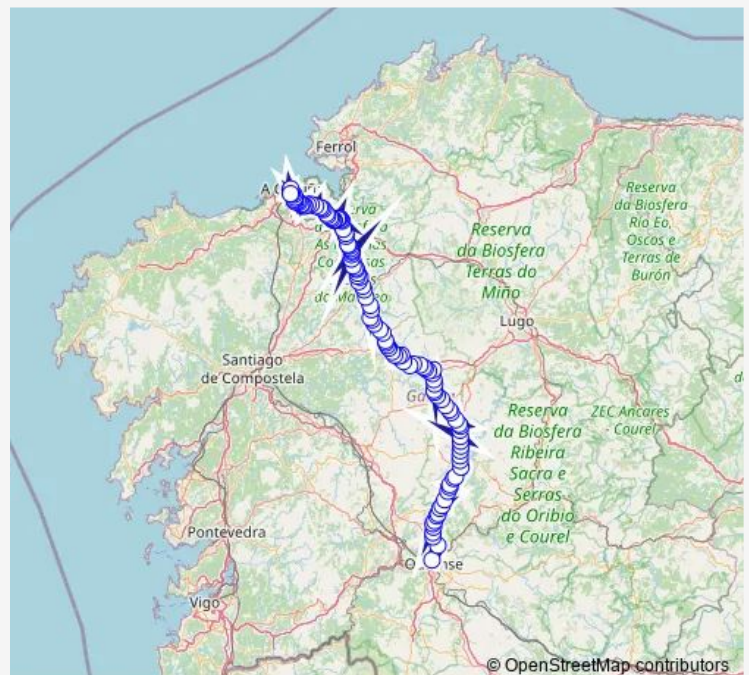 Ferrol
Reserva
da Biosfera
Río Eo,
Oscos e
Terras de
Burón
Reserva
da Biosfera
Terras do
Miño
Lugo
Santiago
de Compostela
Reserva
da Biosfera
Ribeira
Sacra e
Serras
do Oribio
e Courel
ZEC Ancares
- Courel
Pontevedra
Vigo
© OpenStreetMap contributors